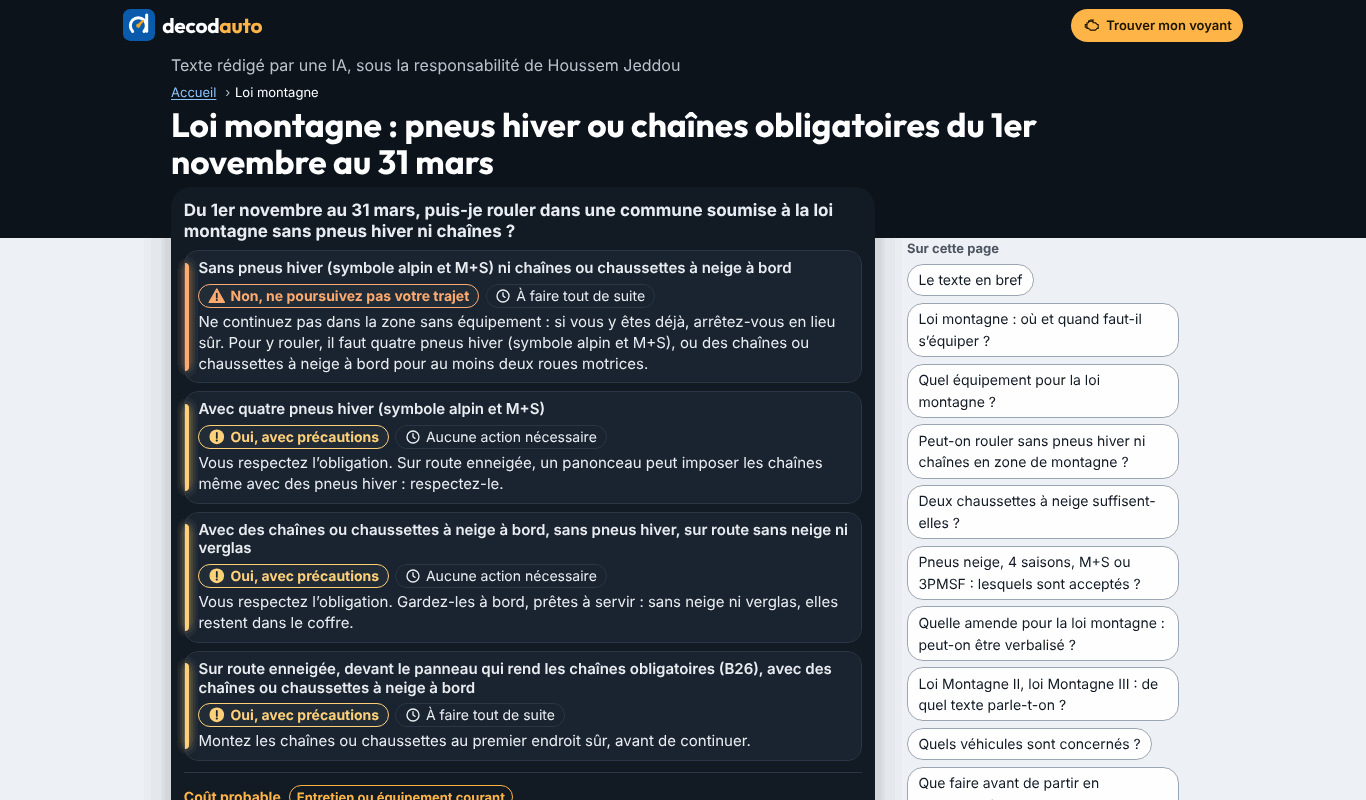 decodauto
Trouver mon voyant
Texte rédigé par une IA, sous la responsabilité de Houssem Jeddou
Accueil › Loi montagne
Loi montagne : pneus hiver ou chaînes obligatoires du 1er
novembre au 31 mars
Du 1er novembre au 31 mars, puis-je rouler dans une commune soumise à la loi
montagne sans pneus hiver ni chaînes ?
Sans pneus hiver (symbole alpin et M+S) ni chaînes ou chaussettes à neige à bord
Non, ne poursuivez pas votre trajet
À faire tout de suite
Ne continuez pas dans la zone sans équipement : si vous y êtes déjà, arrêtez-vous en lieu
sûr. Pour y rouler, il faut quatre pneus hiver (symbole alpin et M+S), ou des chaînes ou
chaussettes à neige à bord pour au moins deux roues motrices.
Avec quatre pneus hiver (symbole alpin et M+S)
Oui, avec précautions
Aucune action nécessaire
Vous respectez l’obligation. Sur route enneigée, un panonceau peut imposer les chaînes
même avec des pneus hiver : respectez-le.
Avec des chaînes ou chaussettes à neige à bord, sans pneus hiver, sur route sans neige ni
verglas
Oui, avec précautions
Aucune action nécessaire
Vous respectez l’obligation. Gardez-les à bord, prêtes à servir : sans neige ni verglas, elles
restent dans le coffre.
Sur route enneigée, devant le panneau qui rend les chaînes obligatoires (B26), avec des
chaînes ou chaussettes à neige à bord
Oui, avec précautions
À faire tout de suite
Montez les chaînes ou chaussettes au premier endroit sûr, avant de continuer.
Coût probable
Entretien ou équipement courant
Sur cette page
Le texte en bref
Loi montagne : où et quand faut-il
s’équiper ?
Quel équipement pour la loi
montagne ?
Peut-on rouler sans pneus hiver ni
chaînes en zone de montagne ?
Deux chaussettes à neige suffisent-
elles ?
Pneus neige, 4 saisons, M+S ou
3PMSF : lesquels sont acceptés ?
Quelle amende pour la loi montagne :
peut-on être verbalisé ?
Loi Montagne II, loi Montagne III : de
quel texte parle-t-on ?
Quels véhicules sont concernés ?
Que faire avant de partir en